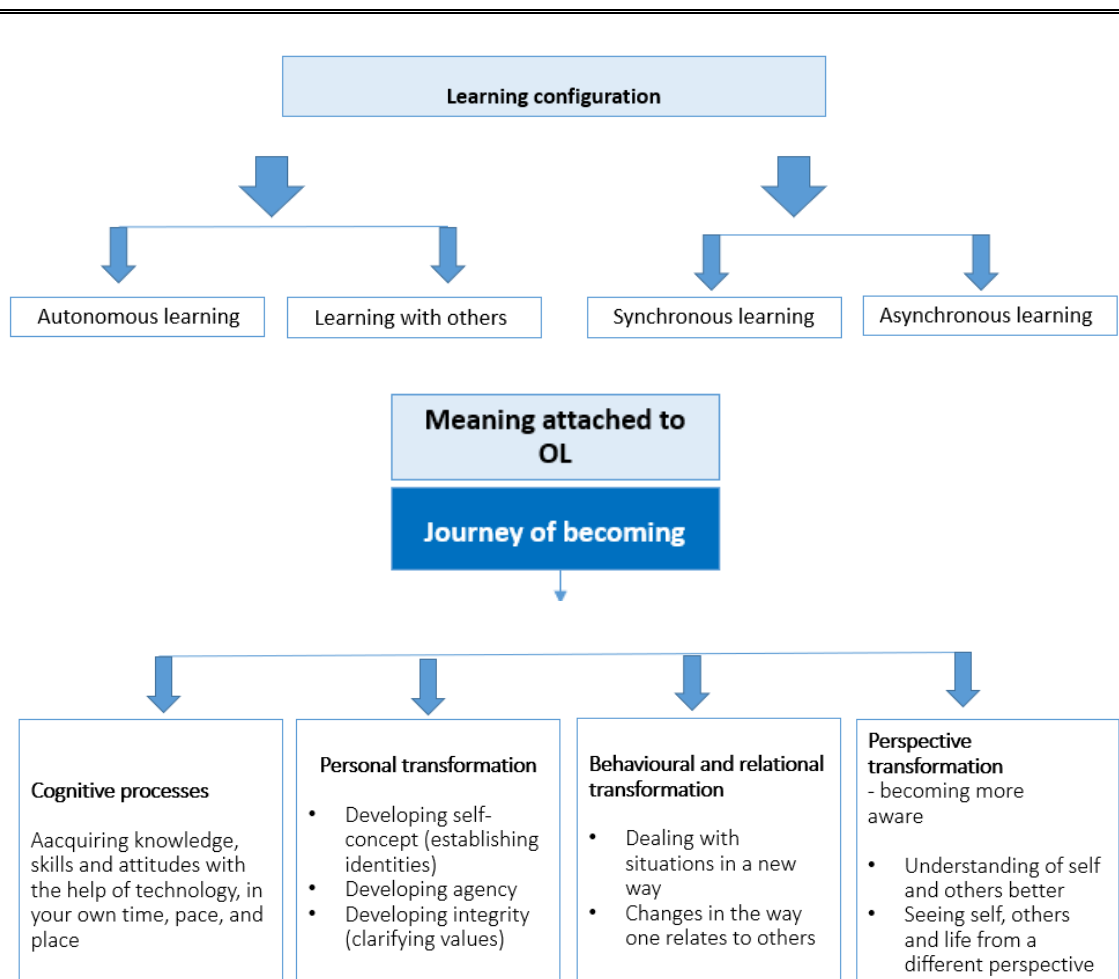 Learning configuration
Autonomous learning
Learning with others
Synchronous learning
Asynchronous learning
Meaning attached to
OL
Journey of becoming
Cognitive processes
Aacquiring knowledge,
skills and attitudes with
the help of technology, in
your own time, pace, and
place
Personal transformation
• Developing self-
concept (establishing
identities)
• Developing agency
• Developing integrity
(clarifying values)
Behavioural and relational
transformation
• Dealing with
situations in a new
way
• Changes in the way
one relates to others
Perspective
transformation
- becoming more
aware
• Understanding of self
and others better
• Seeing self, others
and life from a
different perspective